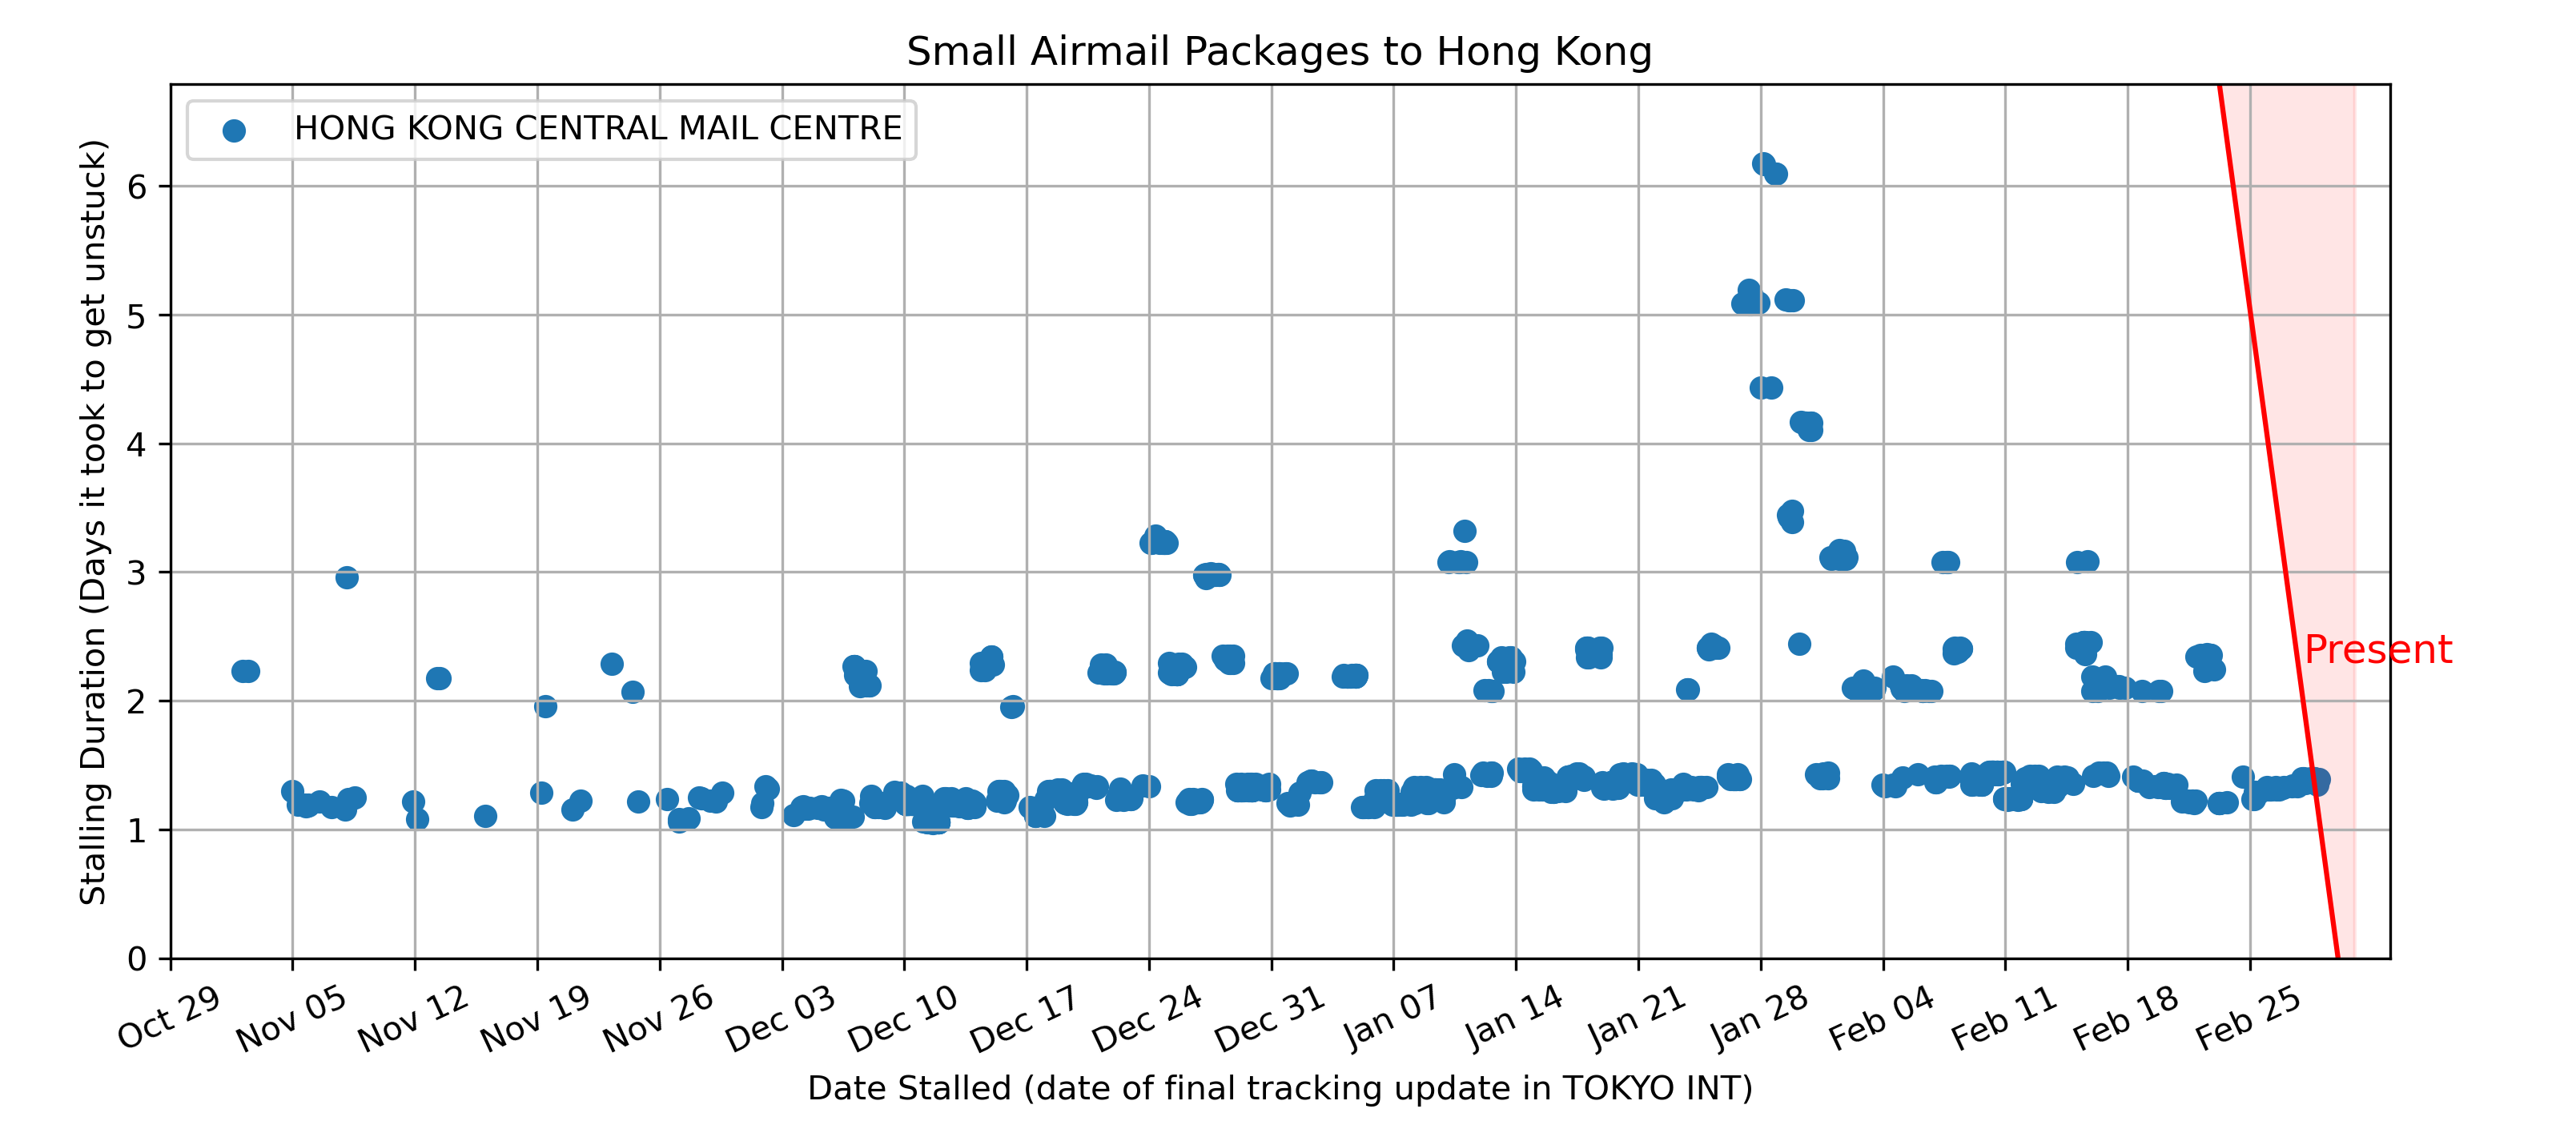 Small Airmail Packages to Hong Kong
HONG KONG CENTRAL MAIL CENTRE
Stalling Duration (Days it took to get unstuck)
6
5
4
3
2
1
0
Present
Oct 29
Nov 05
Nov 12
Nov 19
Nov 26
Dec 03
Dec 10
Dec 17
Dec 24
Dec 31
Jan 07
Jan 14
Jan 21
Jan 28
Feb 04
Feb 11
Feb 18
Feb 25
Date Stalled (date of final tracking update in TOKYO INT)